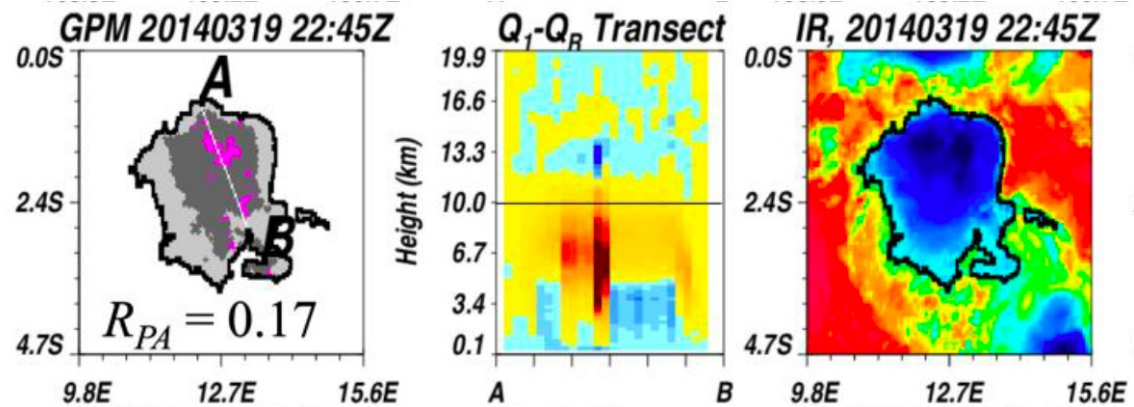 GPM 20140319 22:45Z
0.0S
2.4S
4.7S
9.8E 12.7E 15.6E
A
B
R_PA = 0.17
Q1-QR Transect
Height (km)
19.9
16.6
13.3
10.0
6.7
3.4
0.1
A B
IR, 20140319 22:45Z
0.0S
2.4S
4.7S
9.8E 12.7E 15.6E